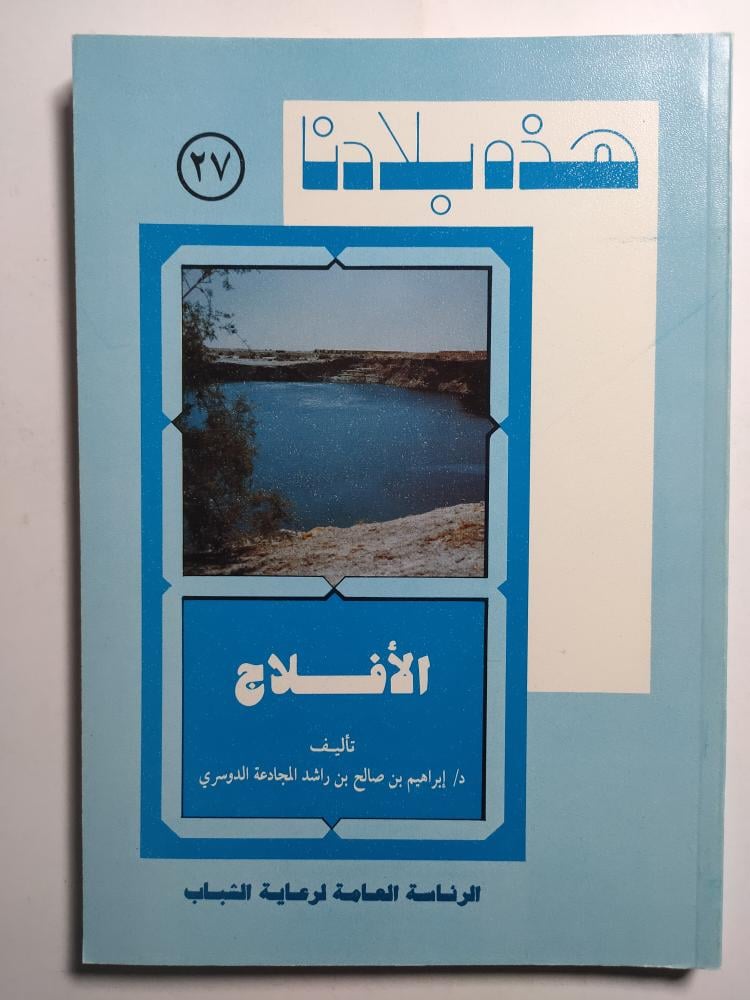 هذه بلادنا
٢٧
الأفلاج
تأليف
د/ إبراهيم بن صالح بن راشد المجادعة الدوسري
الرئاسة العامة لرعاية الشباب